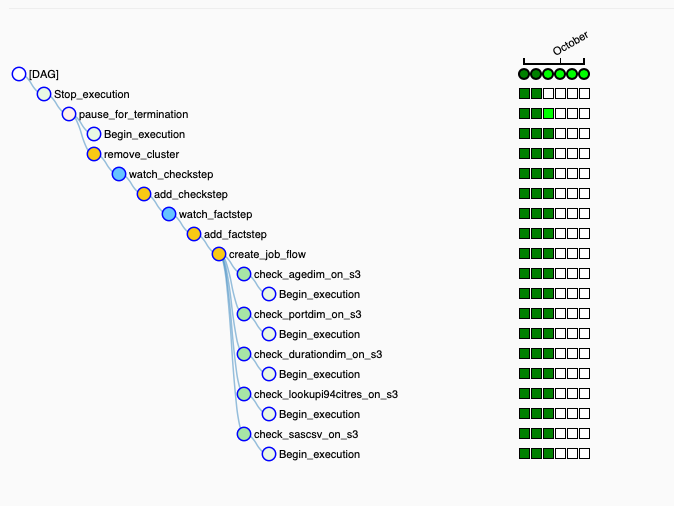 October
[DAG]
Stop_execution
pause_for_termination
Begin_execution
remove_cluster
watch_checkstep
add_checkstep
watch_factstep
add_factstep
create_job_flow
check_agedim_on_s3
Begin_execution
check_portdim_on_s3
Begin_execution
check_durationdim_on_s3
Begin_execution
check_lookupi94citres_on_s3
Begin_execution
check_sascsv_on_s3
Begin_execution